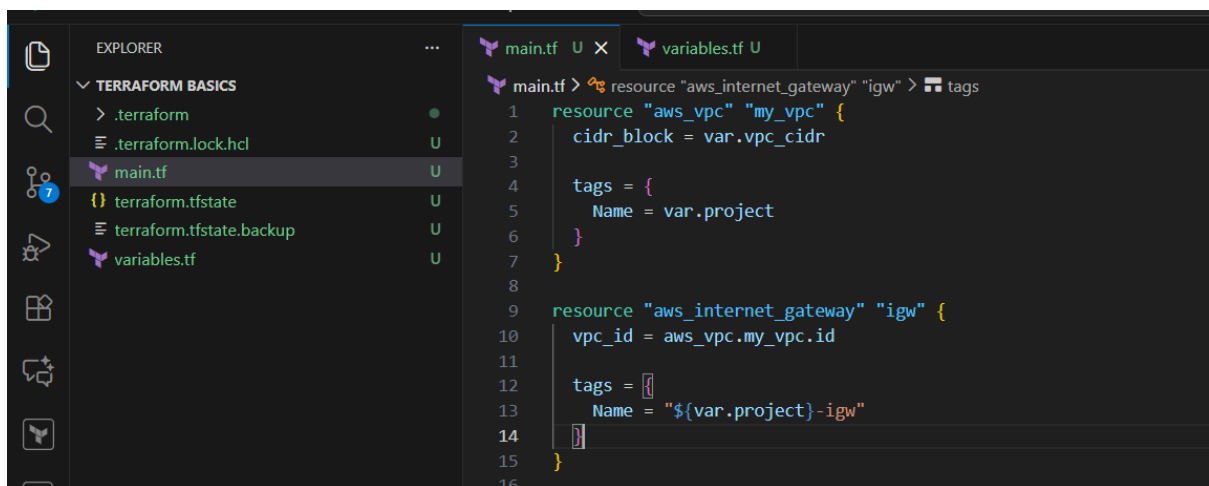 EXPLORER ...
TERRAFORM BASICS
.terraform
.terraform.lock.hcl U
main.tf U
{} terraform.tfstate U
terraform.tfstate.backup U
variables.tf U
7
main.tf U X variables.tf U
main.tf > resource "aws_internet_gateway" "igw" > tags
1 resource "aws_vpc" "my_vpc" {
2 cidr_block = var.vpc_cidr
3
4 tags = {
5 Name = var.project
6 }
7 }
8
9 resource "aws_internet_gateway" "igw" {
10 vpc_id = aws_vpc.my_vpc.id
11
12 tags = {
13 Name = "${var.project}-igw"
14 }
15 }
16